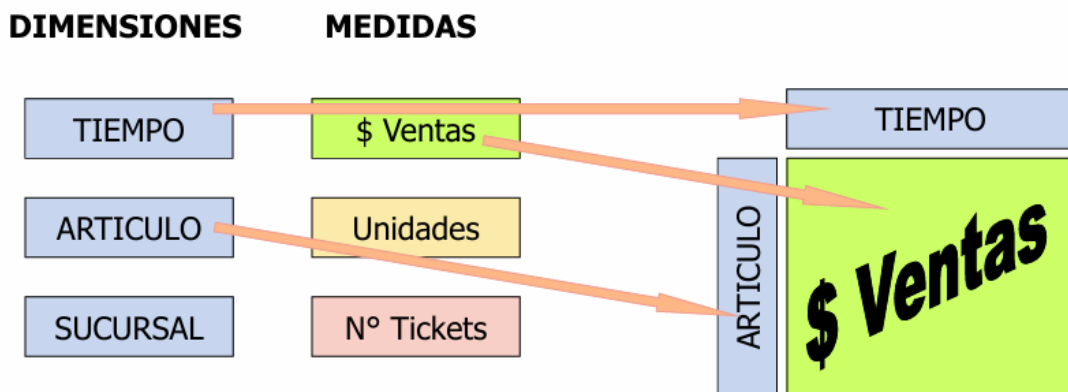 DIMENSIONES
MEDIDAS
TIEMPO
$ Ventas
TIEMPO
ARTICULO
Unidades
ARTICULO
$ Ventas
SUCURSAL
N° Tickets